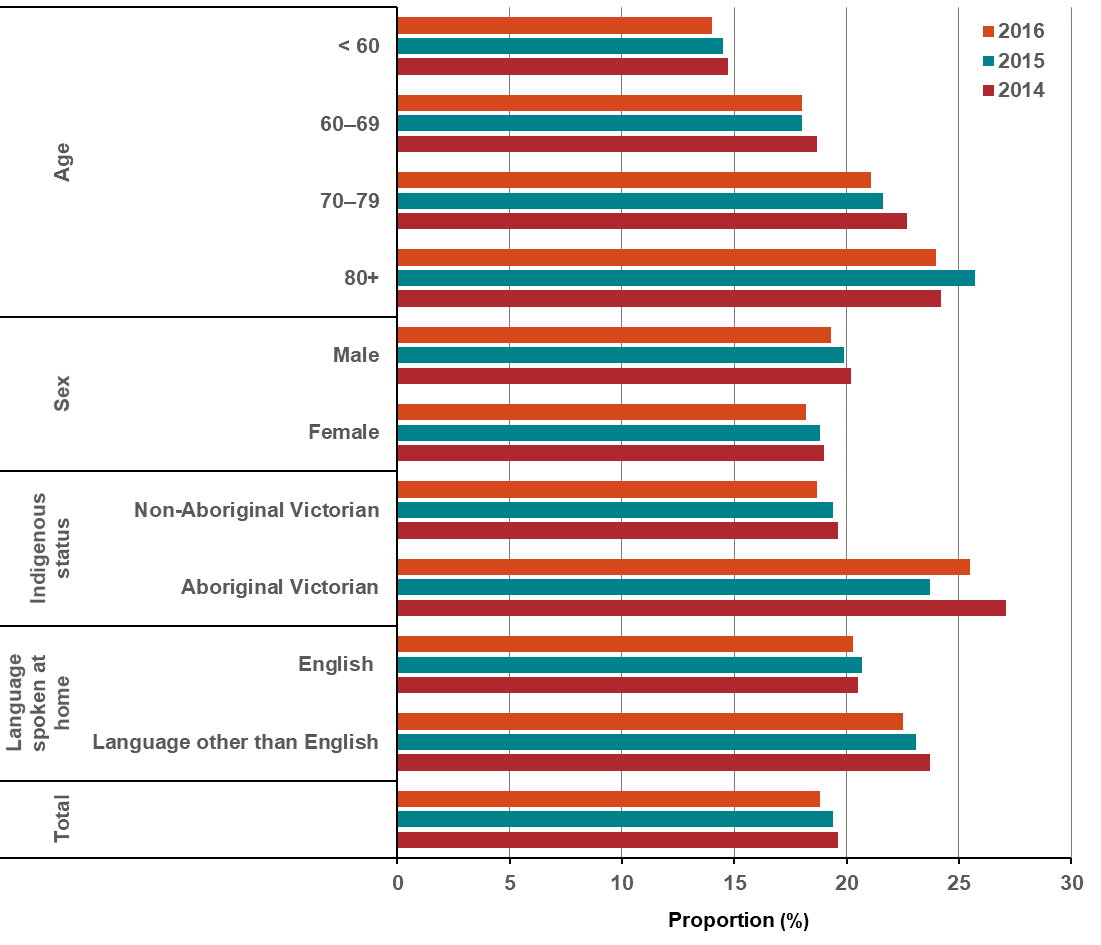 2016
2015
2014
Age
< 60
60–69
70–79
80+
Sex
Male
Female
Indigenous
status
Non-Aboriginal Victorian
Aboriginal Victorian
Language
spoken at
home
English
Language other than English
Total
0 5 10 15 20 25 30
Proportion (%)